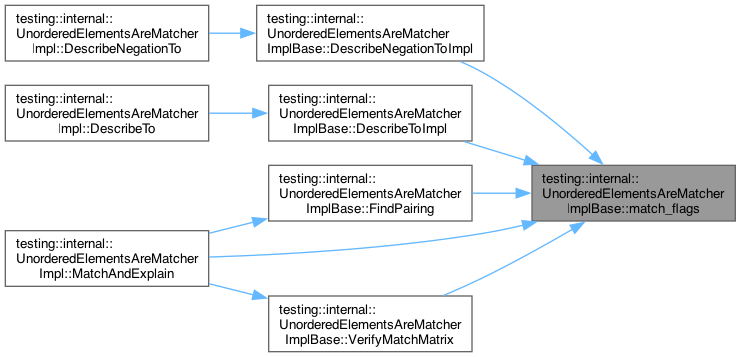 testing::internal::
UnorderedElementsAreMatcher
Impl::DescribeNegationTo
testing::internal::
UnorderedElementsAreMatcher
ImplBase::DescribeNegationToImpl
testing::internal::
UnorderedElementsAreMatcher
Impl::DescribeTo
testing::internal::
UnorderedElementsAreMatcher
ImplBase::DescribeToImpl
testing::internal::
UnorderedElementsAreMatcher
ImplBase::FindPairing
testing::internal::
UnorderedElementsAreMatcher
ImplBase::match_flags
testing::internal::
UnorderedElementsAreMatcher
Impl::MatchAndExplain
testing::internal::
UnorderedElementsAreMatcher
ImplBase::VerifyMatchMatrix